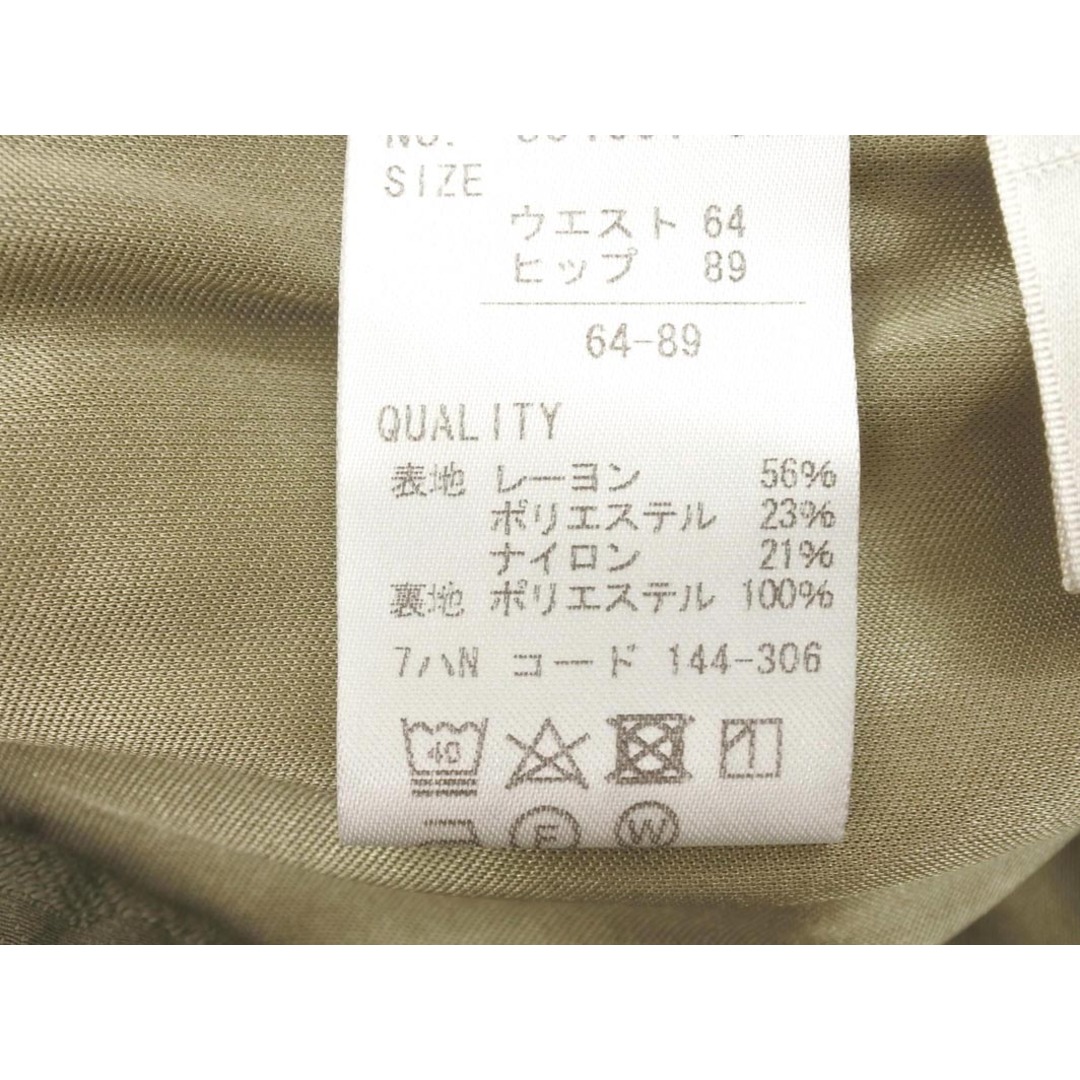 NO.
SIZE
ウエスト 64
ヒップ 89
64-89
QUALITY
表地 レーヨン 56%
ポリエステル 23%
ナイロン 21%
裏地 ポリエステル 100%
7ハN コード 144-306
40
F W